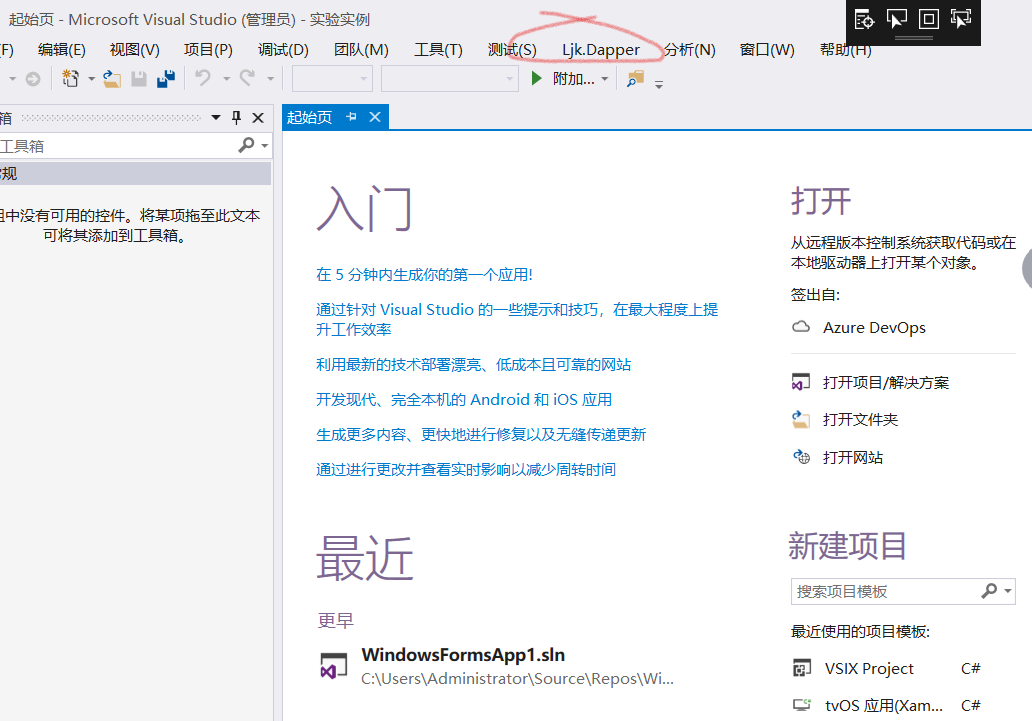 起始页 - Microsoft Visual Studio (管理员) - 实验实例
(F) 编辑(E) 视图(V) 项目(P) 调试(D) 团队(M) 工具(T) 测试(S) Ljk.Dapper 分析(N) 窗口(W) 帮助(H)
附加...
箱
起始页
工具箱
常规
组中没有可用的控件。将某项拖至此文本
可将其添加到工具箱。
入门
在 5 分钟内生成你的第一个应用!
通过针对 Visual Studio 的一些提示和技巧，在最大程度上提
升工作效率
利用最新的技术部署漂亮、低成本且可靠的网站
开发现代、完全本机的 Android 和 iOS 应用
生成更多内容、更快地进行修复以及无缝传递更新
通过进行更改并查看实时影响以减少周转时间
最近
更早
WindowsFormsApp1.sln
C:\Users\Administrator\Source\Repos\Wi...
打开
从远程版本控制系统获取代码或在
本地驱动器上打开某个对象。
签出自:
Azure DevOps
打开项目/解决方案
打开文件夹
打开网站
新建项目
搜索项目模板
最近使用的项目模板:
VSIX Project C#
tvOS 应用(Xam... C#